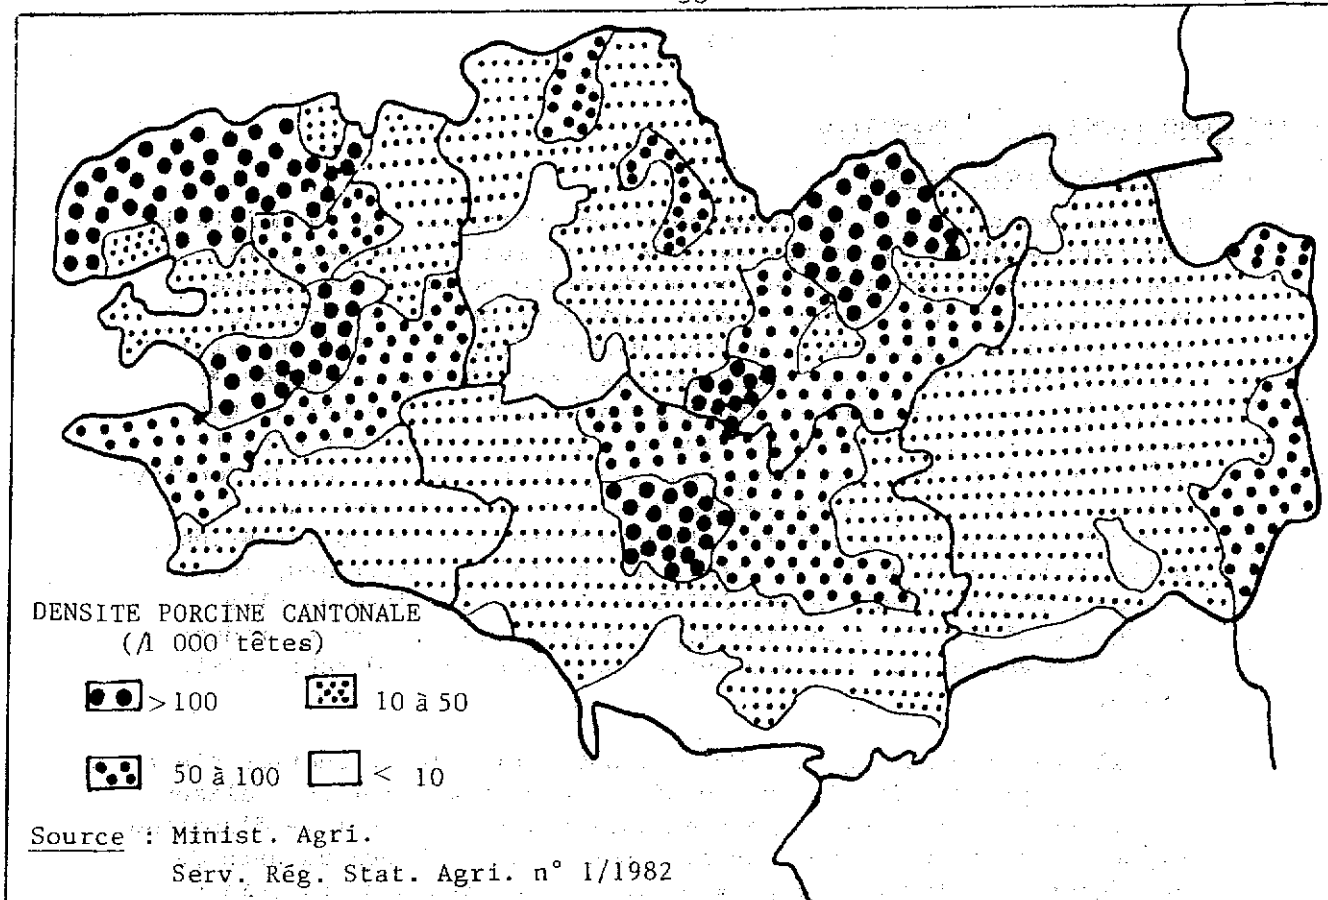 DENSITE PORCINE CANTONALE
(/1 000 têtes)
> 100
10 à 50
50 à 100
< 10
Source : Minist. Agri.
Serv. Rég. Stat. Agri. n° 1/1982